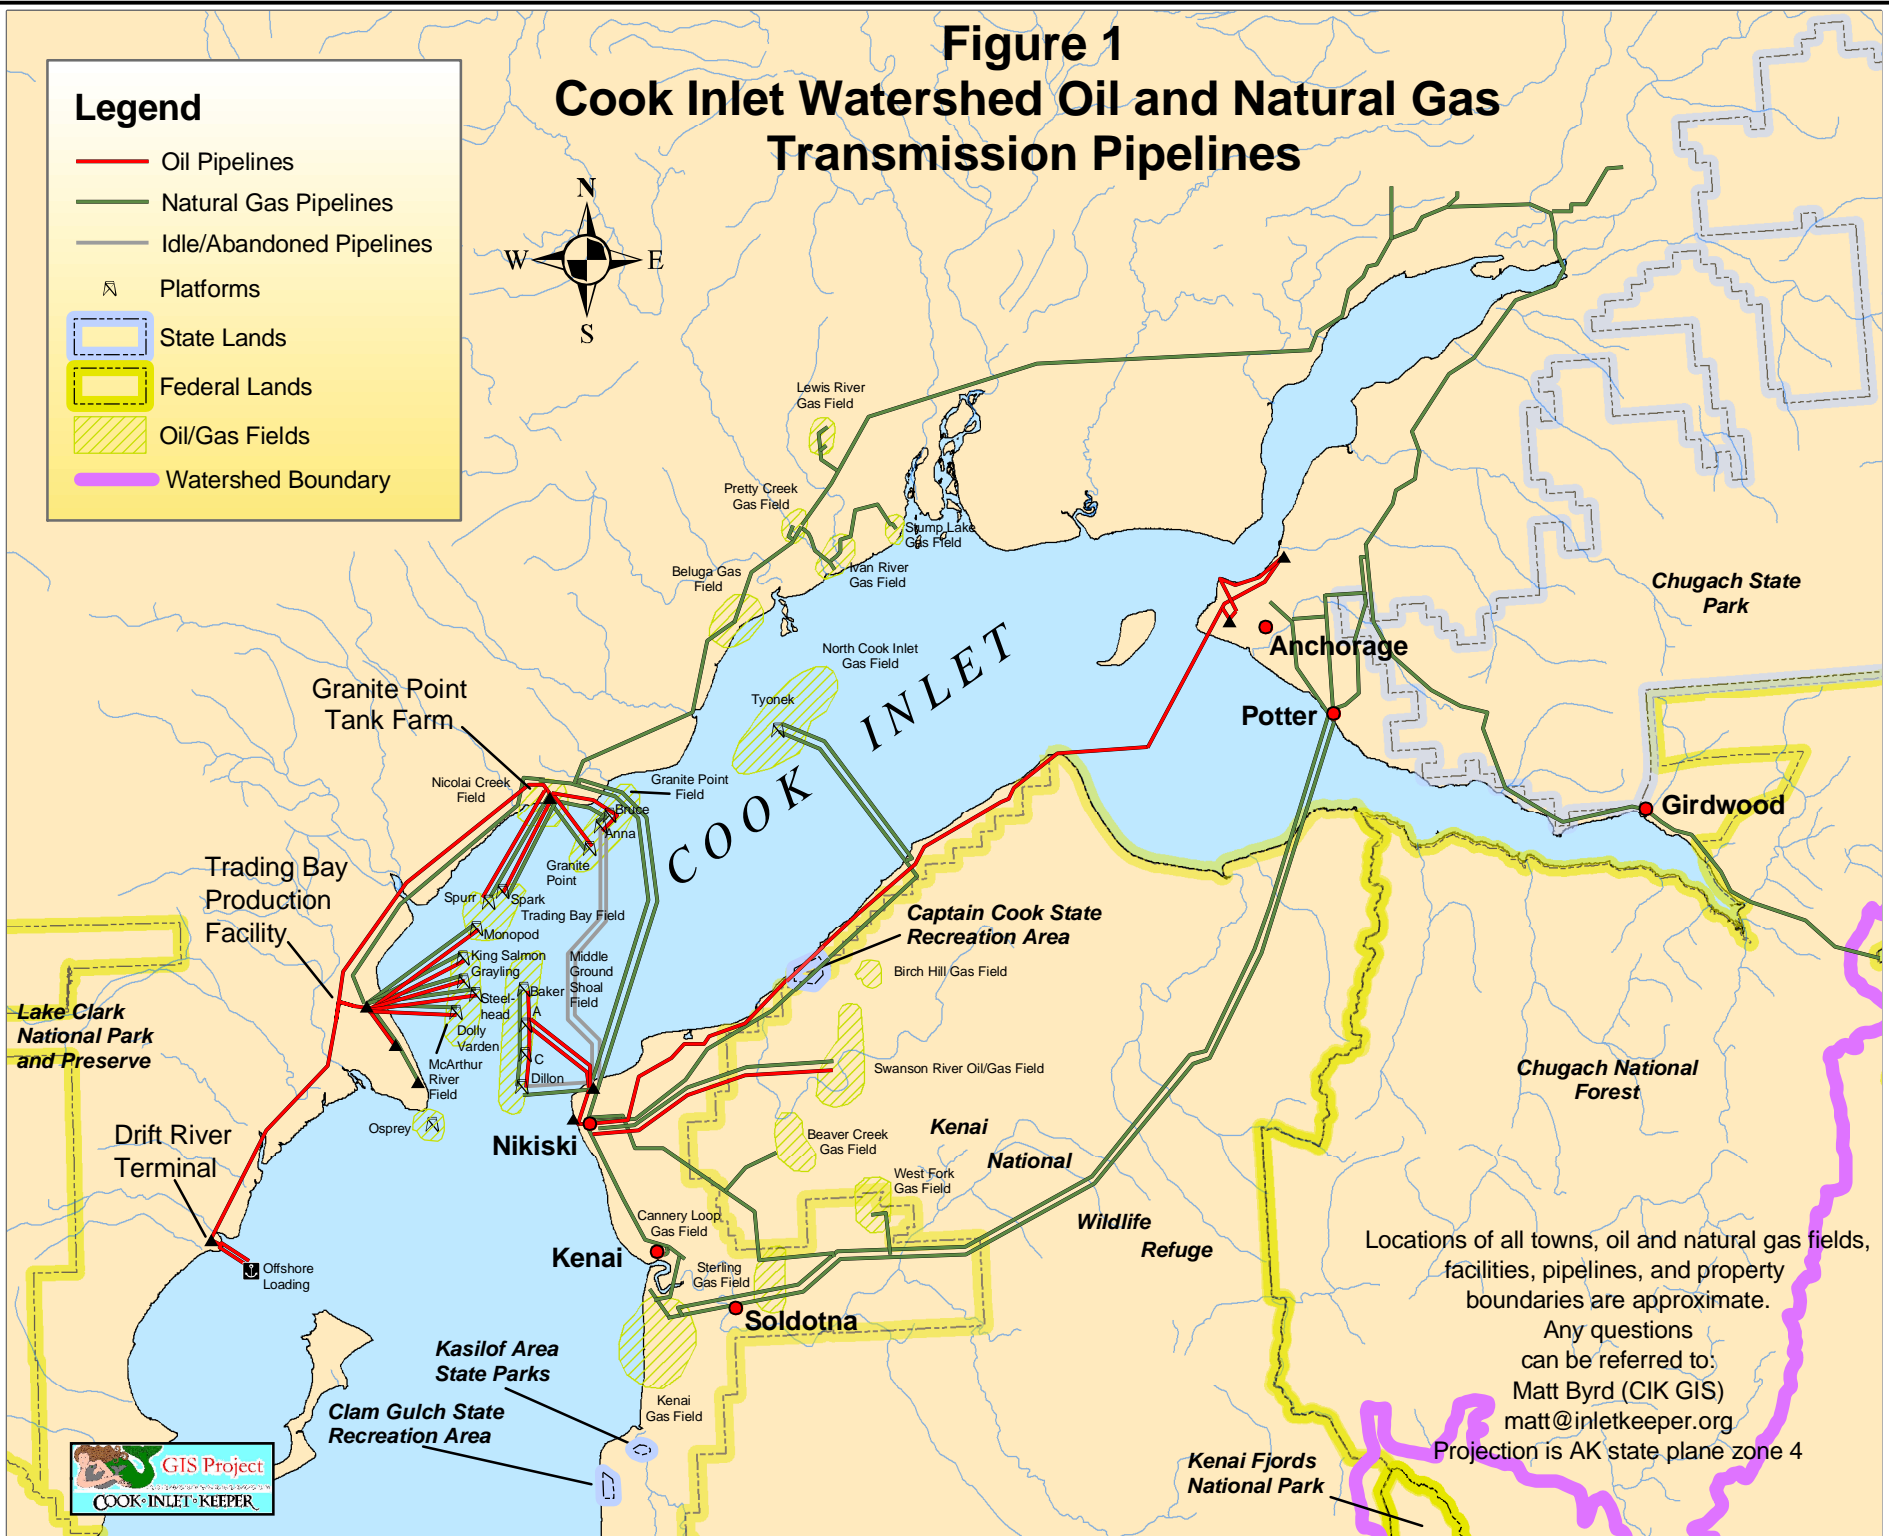 Figure 1
Cook Inlet Watershed Oil and Natural Gas
Transmission Pipelines
Legend
Oil Pipelines
Natural Gas Pipelines
Idle/Abandoned Pipelines
Platforms
State Lands
Federal Lands
Oil/Gas Fields
Watershed Boundary
N
W
E
S
Lewis River
Gas Field
Pretty Creek
Gas Field
Stump Lake
Gas Field
Ivan River
Gas Field
Beluga Gas
Field
Chugach State
Park
North Cook Inlet
Gas Field
Tyonek
COOK INLET
Anchorage
Potter
Girdwood
Granite Point
Tank Farm
Nicolai Creek
Field
Granite Point
Field
Bruce
Anna
Granite
Point
Trading Bay
Production
Facility
Spurr
Spark
Trading Bay Field
Monopod
King Salmon
Grayling
Steel-
head
Dolly
Varden
McArthur
River
Field
Middle
Ground
Shoal
Field
Baker
A
C
Dillon
Captain Cook State
Recreation Area
Birch Hill Gas Field
Lake Clark
National Park
and Preserve
Swanson River Oil/Gas Field
Chugach National
Forest
Osprey
Nikiski
Beaver Creek
Gas Field
Kenai
National
Wildlife
Refuge
Drift River
Terminal
West Fork
Gas Field
Cannery Loop
Gas Field
Kenai
Sterling
Gas Field
Offshore
Loading
Soldotna
Kasilof Area
State Parks
Kenai
Gas Field
Clam Gulch State
Recreation Area
Locations of all towns, oil and natural gas fields,
facilities, pipelines, and property
boundaries are approximate.
Any questions
can be referred to:
Matt Byrd (CIK GIS)
matt@inletkeeper.org
Projection is AK state plane zone 4
Kenai Fjords
National Park
GIS Project
COOK•INLET•KEEPER